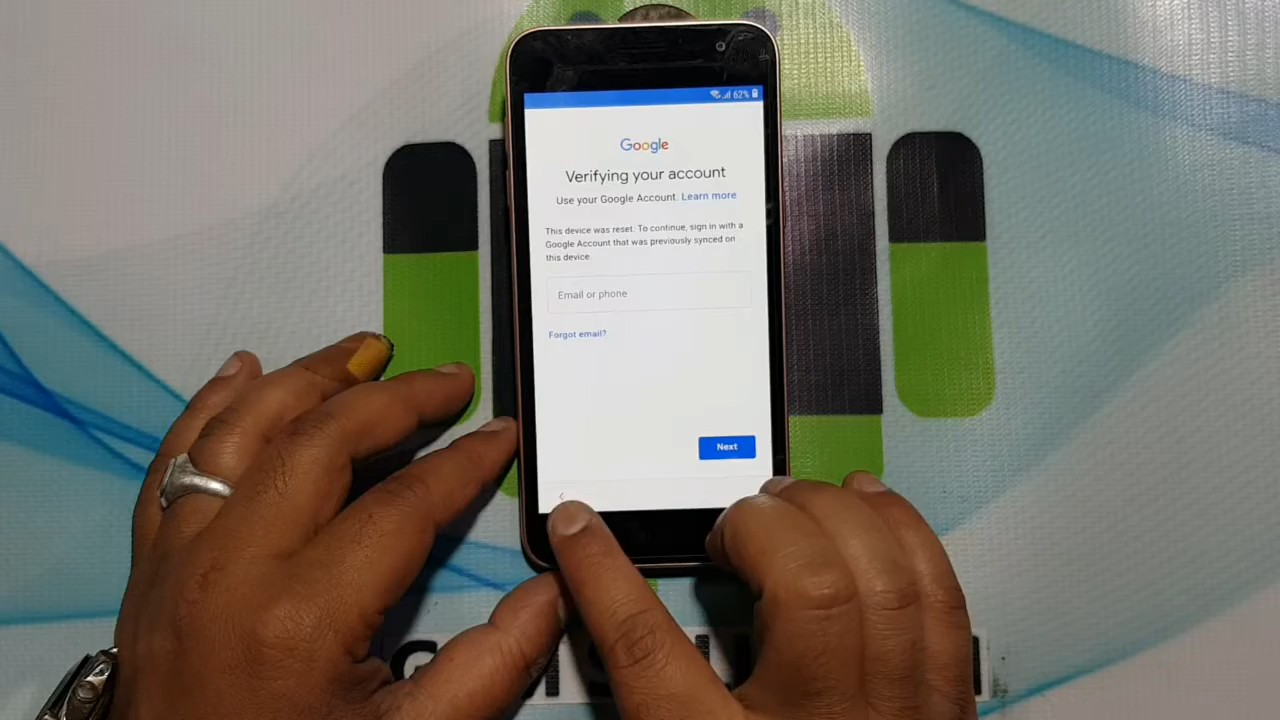 62%
Google
Verifying your account
Use your Google Account. Learn more
This device was reset. To continue, sign in with a
Google Account that was previously synced on
this device.
Email or phone
Forgot email?
Next